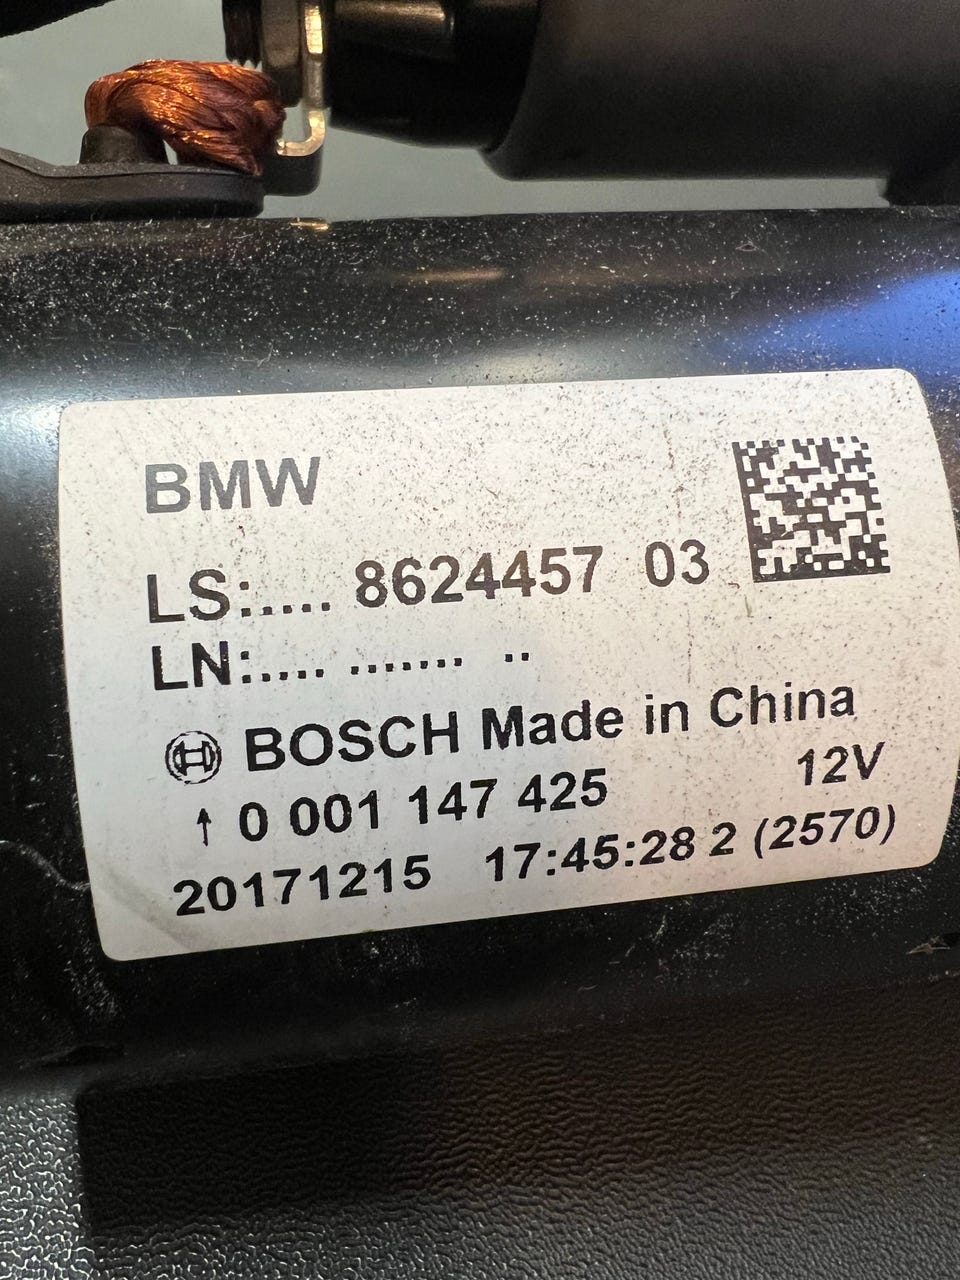 BMW
LS:.... 8624457 03
LN:.... ....... ..
BOSCH Made in China
↑ 0 001 147 425 12V
20171215 17:45:28 2 (2570)